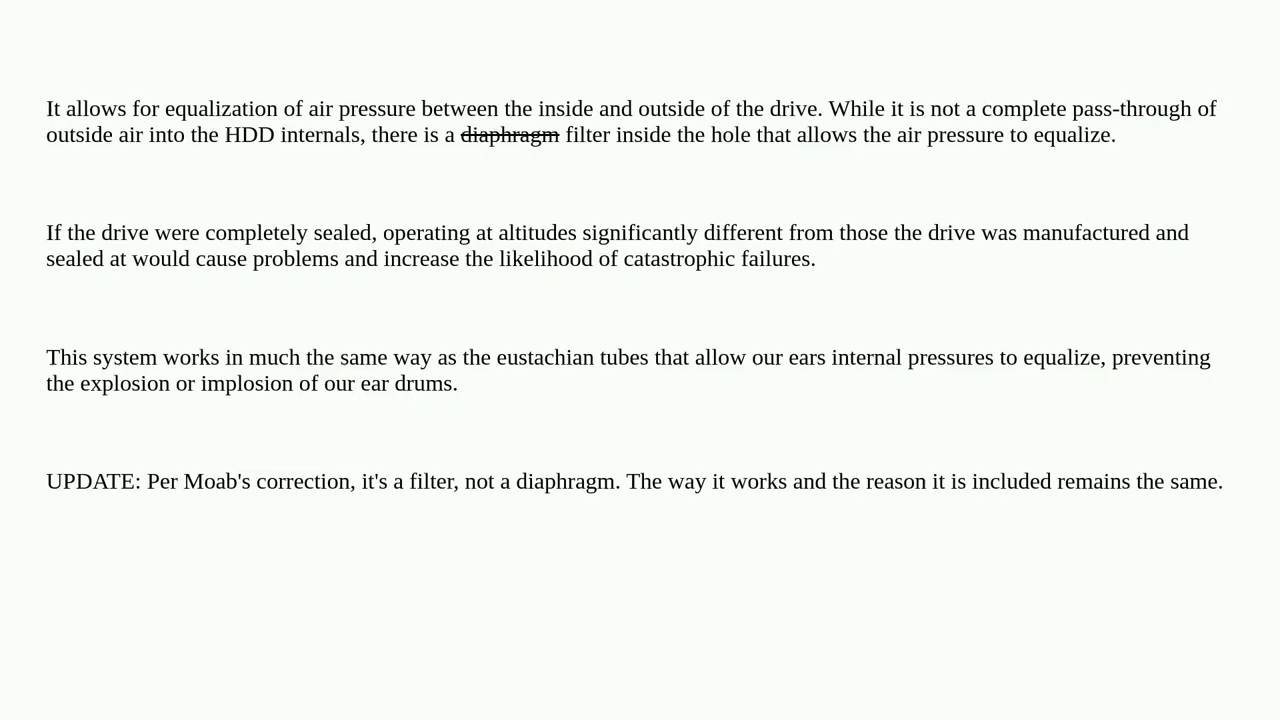 It allows for equalization of air pressure between the inside and outside of the drive. While it is not a complete pass-through of
outside air into the HDD internals, there is a diaphragm filter inside the hole that allows the air pressure to equalize.
If the drive were completely sealed, operating at altitudes significantly different from those the drive was manufactured and
sealed at would cause problems and increase the likelihood of catastrophic failures.
This system works in much the same way as the eustachian tubes that allow our ears internal pressures to equalize, preventing
the explosion or implosion of our ear drums.
UPDATE: Per Moab's correction, it's a filter, not a diaphragm. The way it works and the reason it is included remains the same.